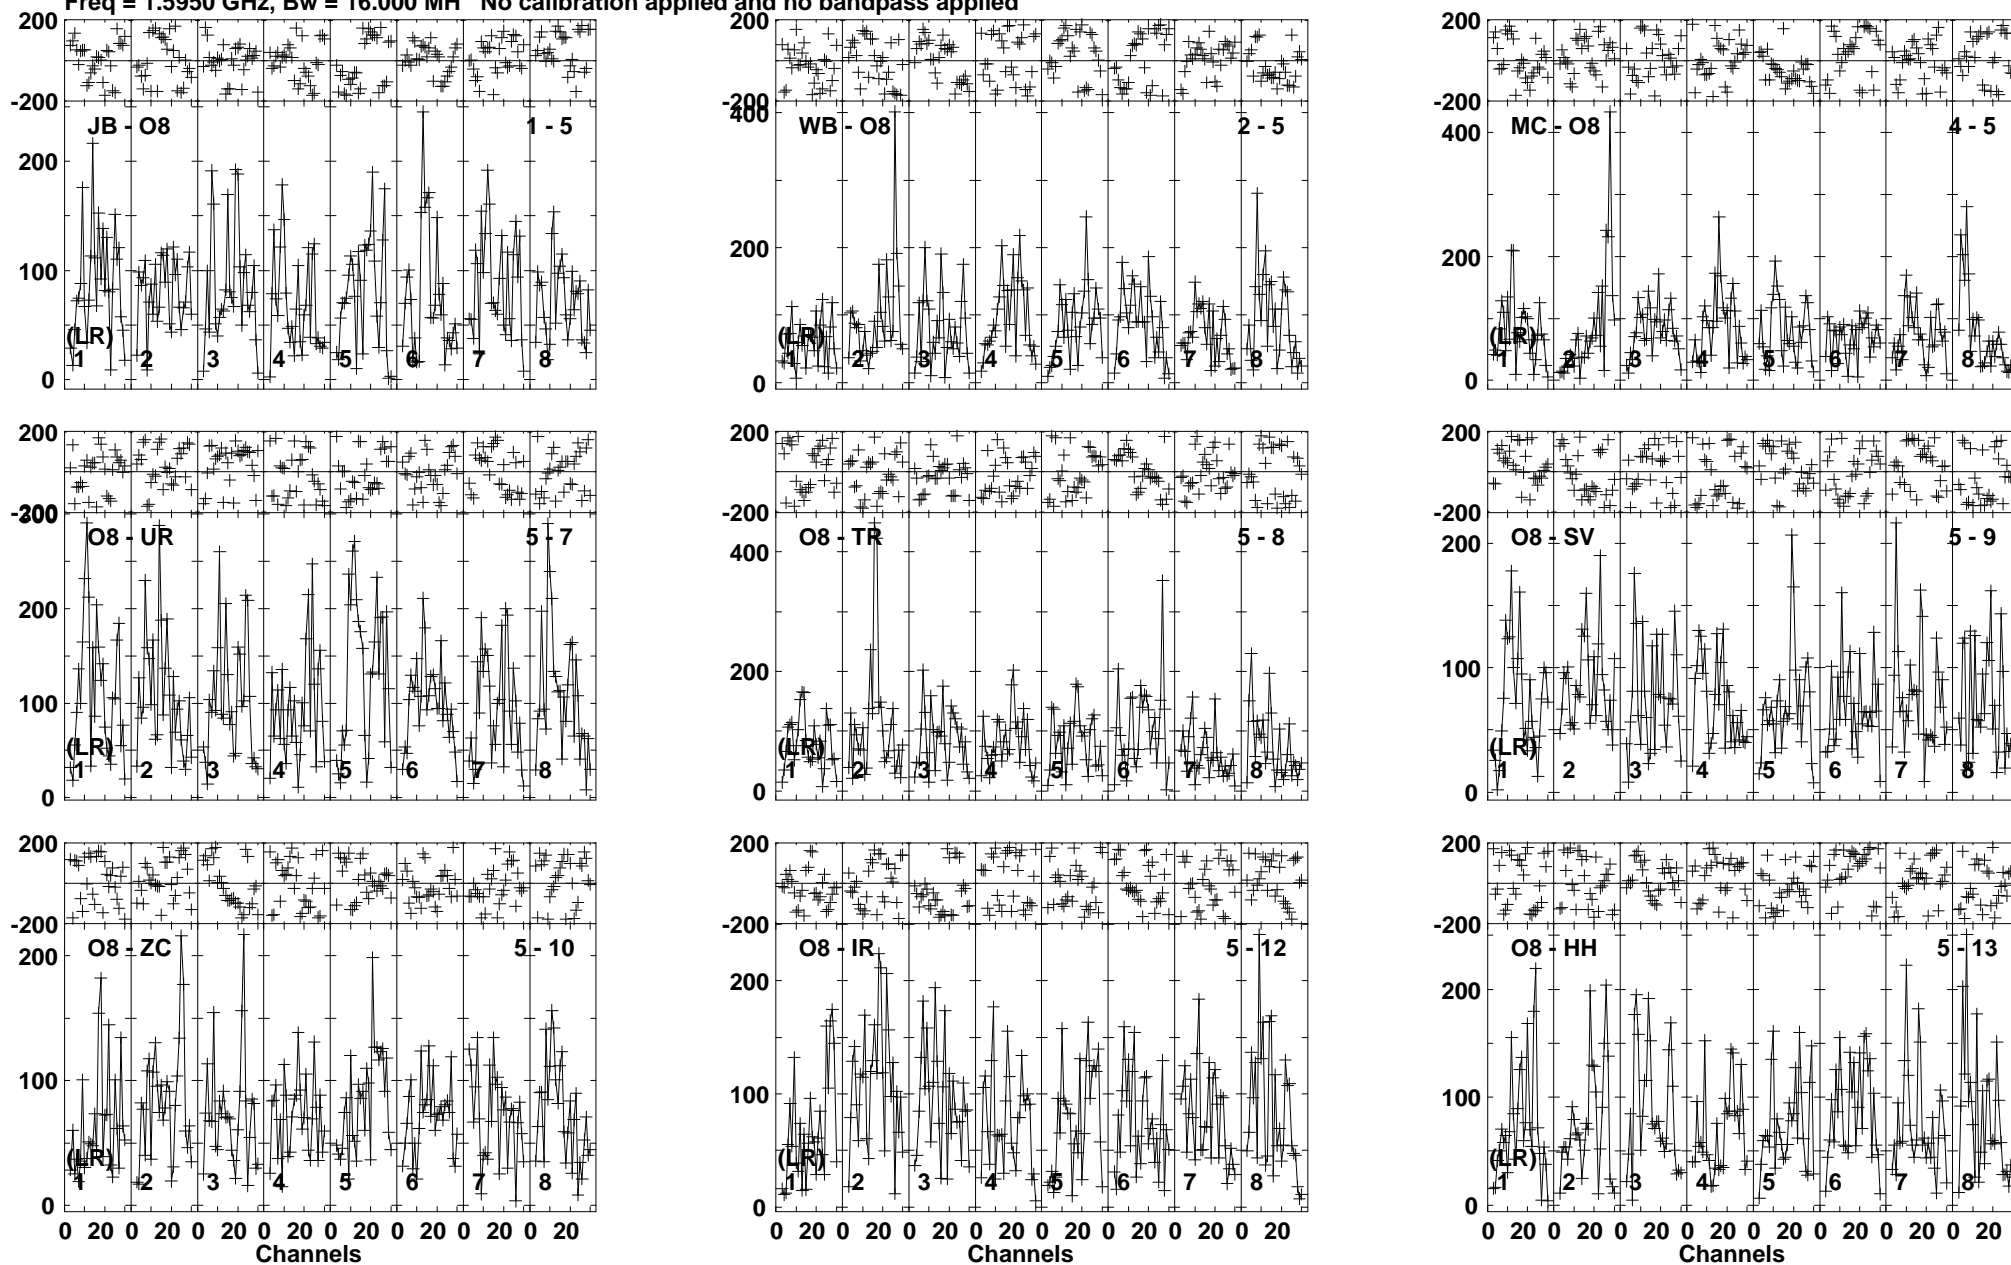 Freq = 1.5950 GHz, Bw = 16.000 MH No calibration applied and no bandpass applied
200 200 200
-200 -200 -200
JB - O8 1 - 5 WB - O8 2 - 5 MC - O8 4 - 5
400 400
200 200 200
100
(LR) (LR) (LR)
1 2 3 4 5 6 7 8 1 2 3 4 5 6 7 8 1 2 3 4 5 6 7 8
0 0 0
200 200 200
-200 -200 -200
300
O8 - UR 5 - 7 O8 - TR 5 - 8 O8 - SV 5 - 9
400 200
200 200
100 100
(LR) (LR) (LR)
1 2 3 4 5 6 7 8 1 2 3 4 5 6 7 8 1 2 3 4 5 6 7 8
0 0 0
200 200 200
-200 -200 -200
O8 - ZC 5 - 10 O8 - IR 5 - 12 O8 - HH 5 - 13
200 200 200
100 100 100
(LR) (LR) (LR)
1 2 3 4 5 6 7 8 1 2 3 4 5 6 7 8 1 2 3 4 5 6 7 8
0 0 0
0 20 0 20 0 20 0 20 0 20 0 20 0 20 0 20 0 20 0 20 0 20 0 20 0 20 0 20 0 20 0 20 0 20 0 20 0 20 0 20 0 20 0 20 0 20 0 20
Channels Channels Channels